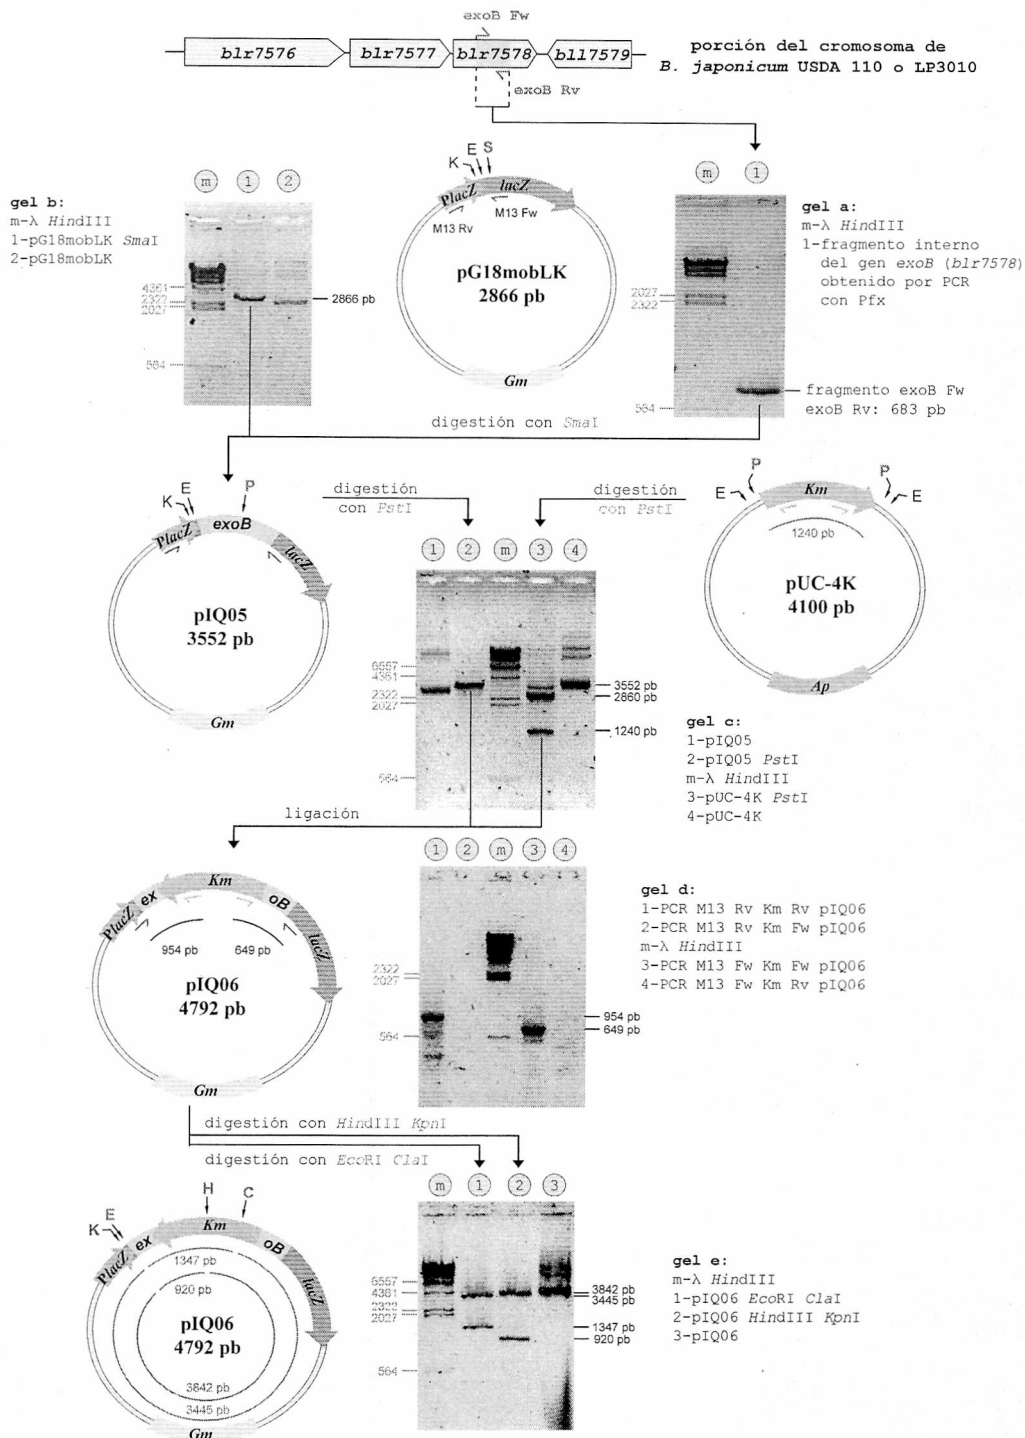 exoB Fw
blr7576
blr7577
blr7578
bll7579
porción del cromosoma de
B. japonicum USDA 110 o LP3010
exoB Rv
gel b:
m-λ HindIII
1-pG18mobLK SmaI
2-pG18mobLK
m
1
2
4361
2322
2027
564
2866 pb
K
E
S
PlacZ
lacZ
M13 Rv
M13 Fw
pG18mobLK
2866 pb
Gm
m
1
2027
2322
564
gel a:
m-λ HindIII
1-fragmento interno
del gen exoB (blr7578)
obtenido por PCR
con Pfx
fragmento exoB Fw
exoB Rv: 683 pb
digestión con SmaI
K
E
P
PlacZ
exoB
lacZ
pIQ05
3552 pb
Gm
digestión
con PstI
digestión
con PstI
1
2
m
3
4
6557
4361
2322
2027
564
3552 pb
2860 pb
1240 pb
E
P
P
E
Km
1240 pb
pUC-4K
4100 pb
Ap
gel c:
1-pIQ05
2-pIQ05 PstI
m-λ HindIII
3-pUC-4K PstI
4-pUC-4K
ligación
PlacZ
ex
Km
oB
lacZ
954 pb
649 pb
pIQ06
4792 pb
Gm
1
2
m
3
4
2322
2027
564
954 pb
649 pb
gel d:
1-PCR M13 Rv Km Rv pIQ06
2-PCR M13 Rv Km Fw pIQ06
m-λ HindIII
3-PCR M13 Fw Km Fw pIQ06
4-PCR M13 Fw Km Rv pIQ06
digestión con HindIII KpnI
digestión con EcoRI ClaI
K
E
H
C
PlacZ
ex
Km
oB
lacZ
1347 pb
920 pb
pIQ06
4792 pb
3842 pb
3445 pb
Gm
m
1
2
3
6557
4361
2322
2027
564
3842 pb
3445 pb
1347 pb
920 pb
gel e:
m-λ HindIII
1-pIQ06 EcoRI ClaI
2-pIQ06 HindIII KpnI
3-pIQ06